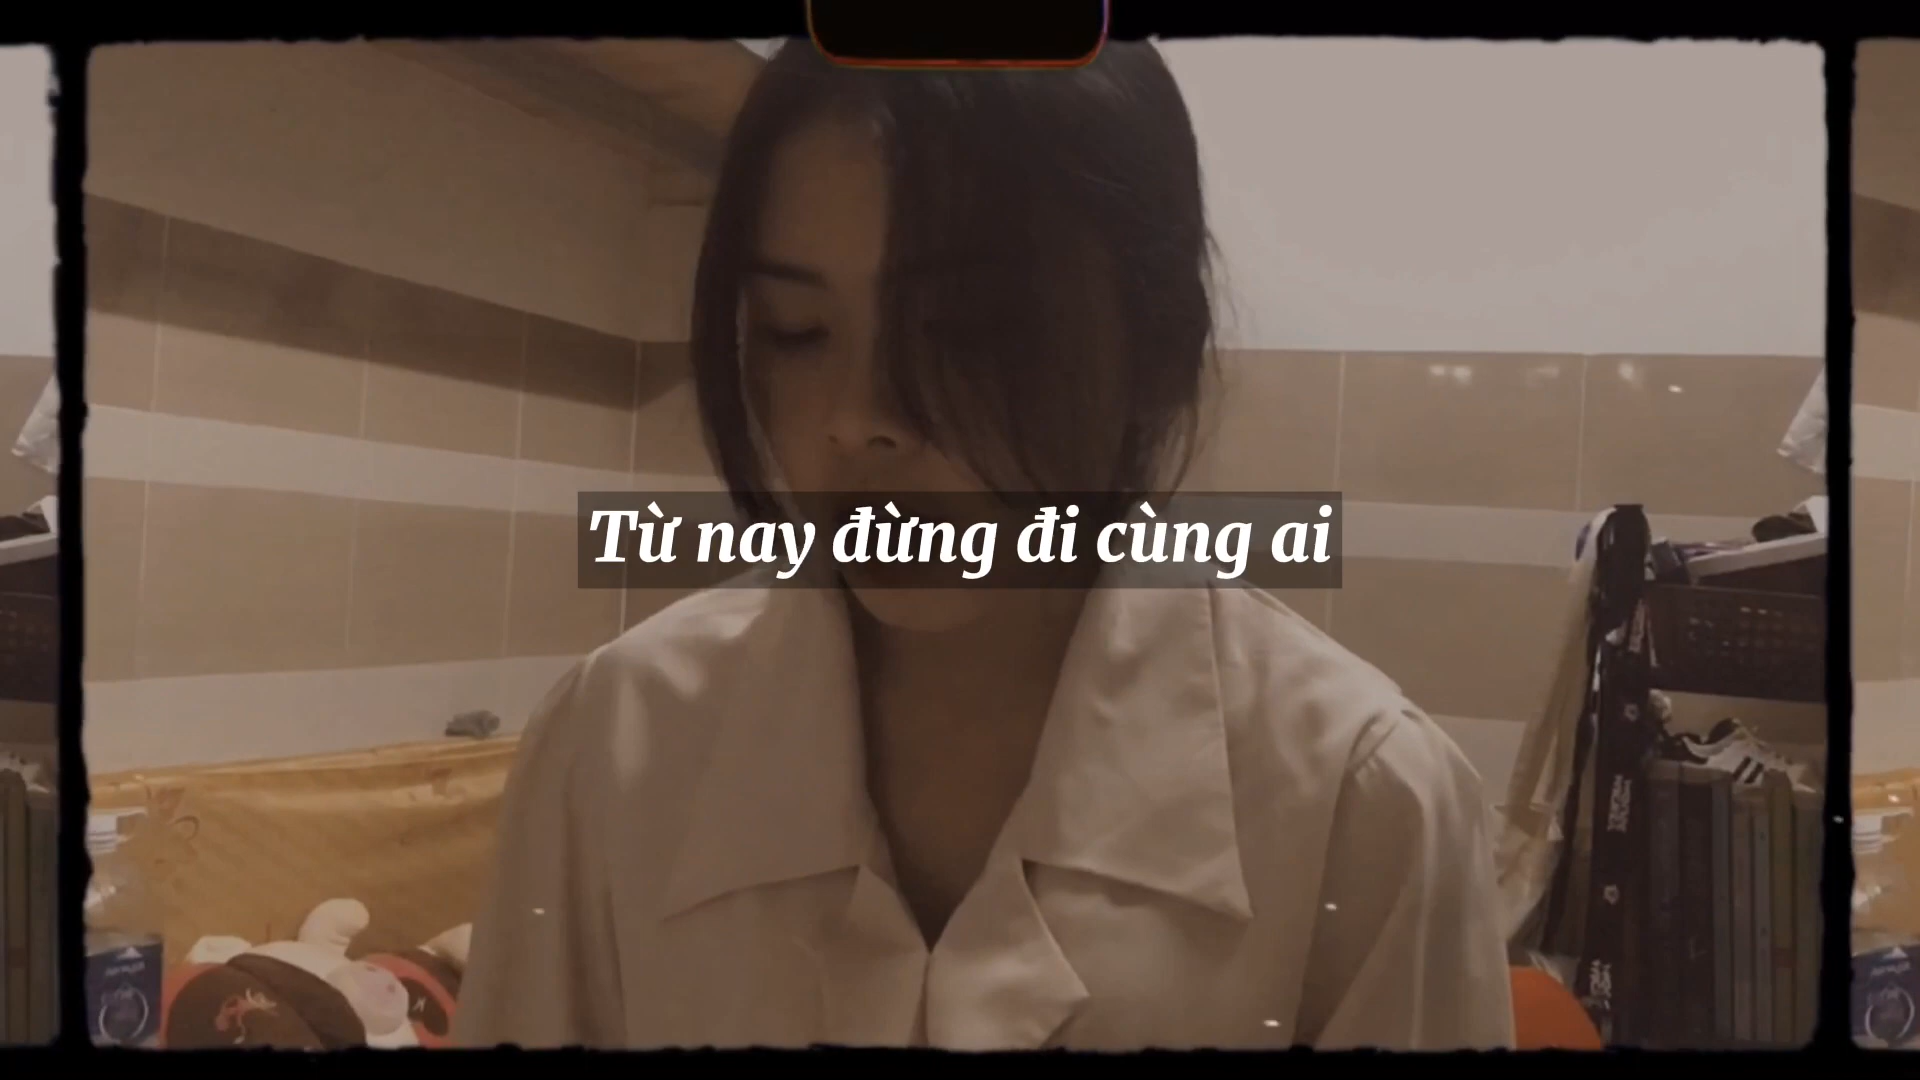 Từ nay đừng đi cùng ai